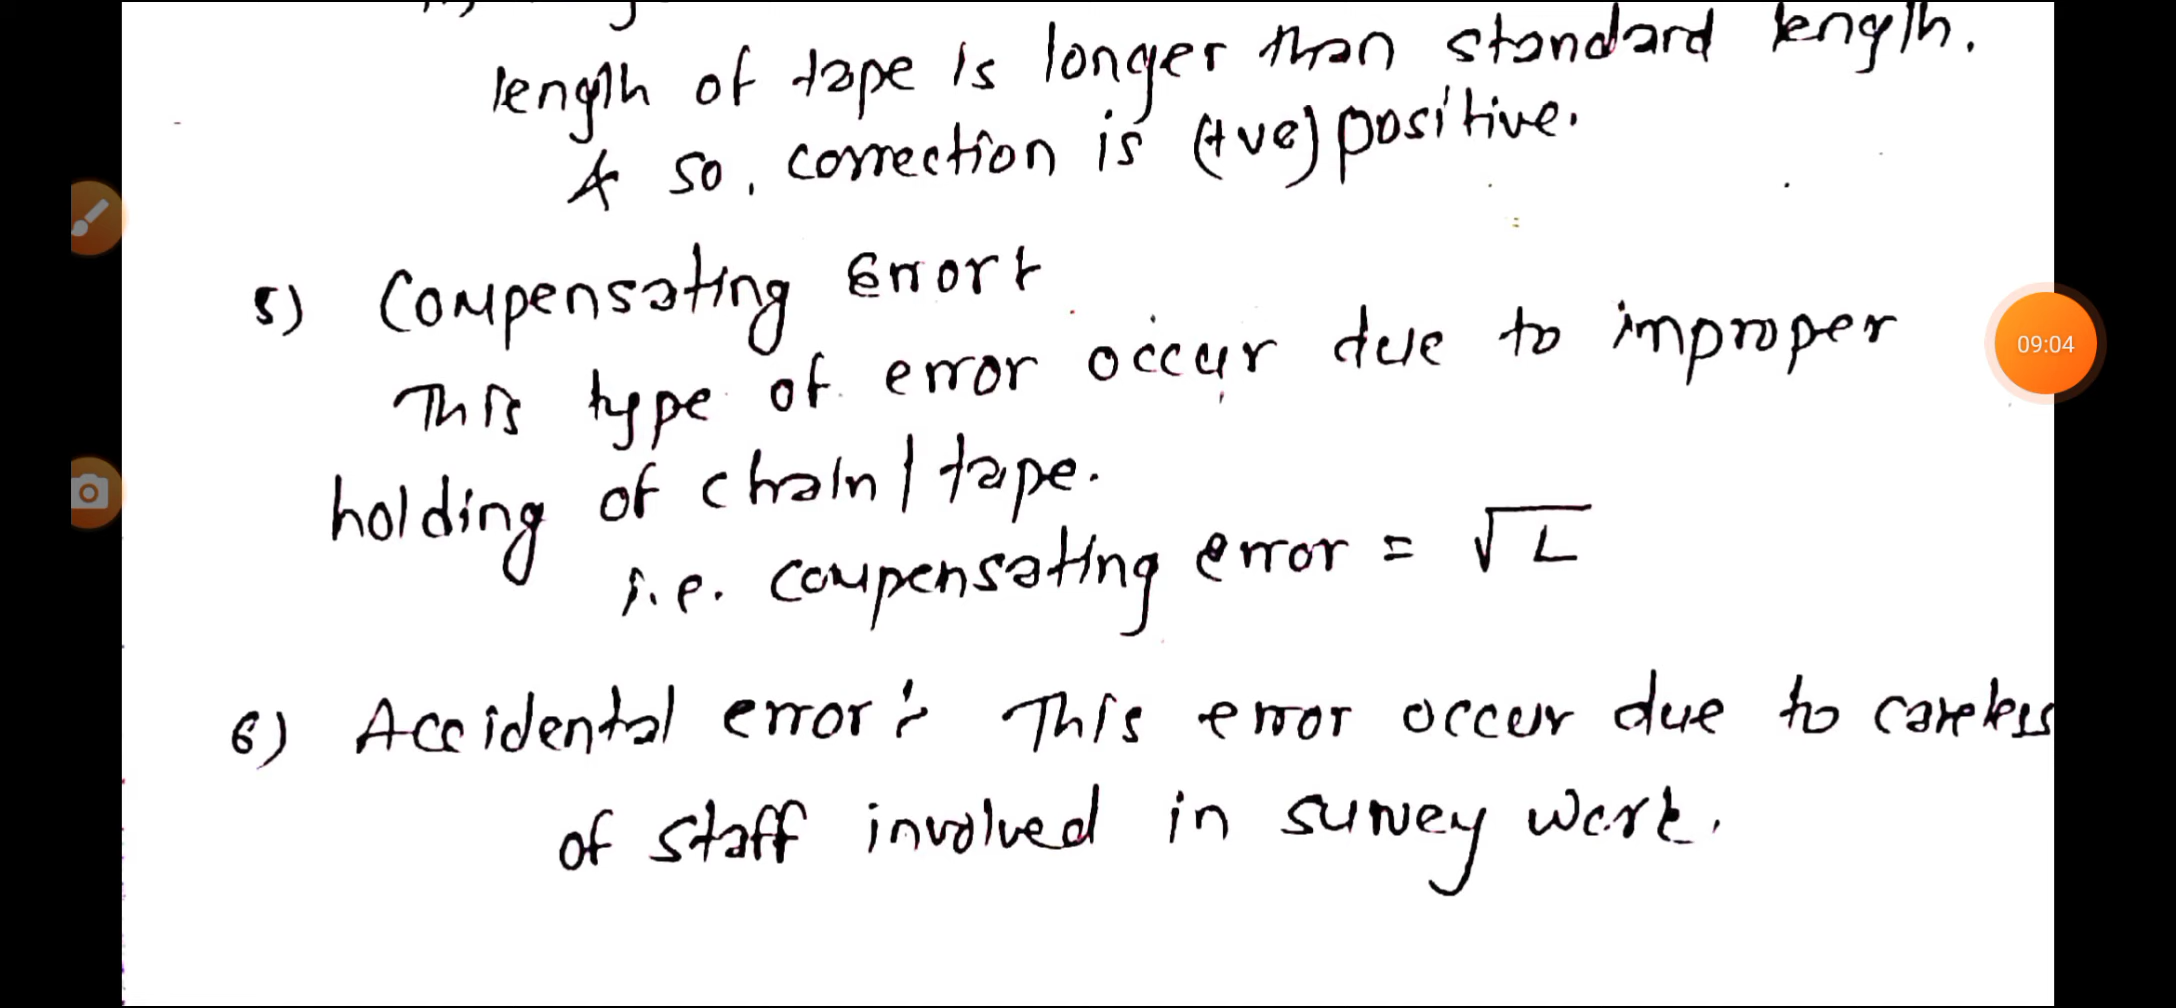 length of tape is longer than standard length.
& so, correction is (+ve) positive.
5) Compensating Error
This type of error occur due to improper
holding of chain / tape.
i.e. compensating error = √L
6) Accidental error :- This error occur due to careless
of staff involved in survey work.
09:04